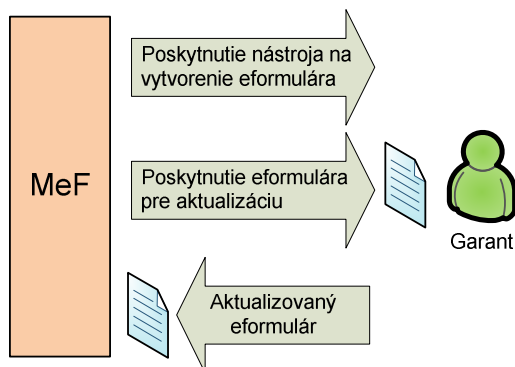 MeF
Poskytnutie nástroja na
vytvorenie eformulára
Poskytnutie eformulára
pre aktualizáciu
Garant
Aktualizovaný
eformulár